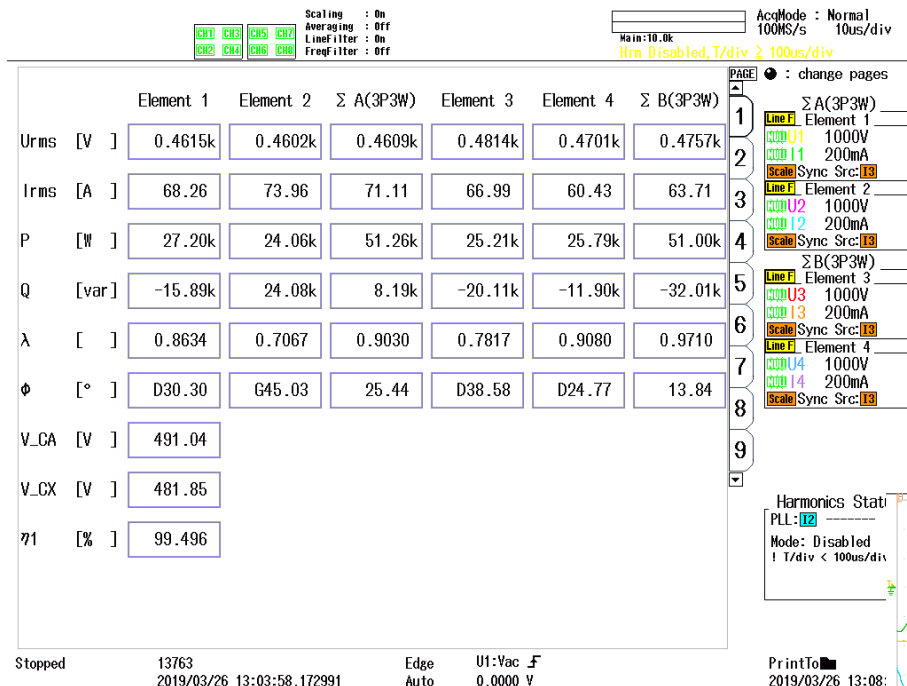 Scaling : On
Averaging : Off
LineFilter : On
FreqFilter : Off
CH1 CH3 CH5 CH7
CH2 CH4 CH6 CH8
Main:10.0k
AcqMode : Normal
100MS/s 10us/div
Hrm Disabled,T/div ≥ 100us/div
PAGE : change pages
Element 1 Element 2 Σ A(3P3W) Element 3 Element 4 Σ B(3P3W)
Urms [V ] 0.4615k 0.4602k 0.4609k 0.4814k 0.4701k 0.4757k
Irms [A ] 68.26 73.96 71.11 66.99 60.43 63.71
P [W ] 27.20k 24.06k 51.26k 25.21k 25.79k 51.00k
Q [var] -15.89k 24.08k 8.19k -20.11k -11.90k -32.01k
λ [ ] 0.8634 0.7067 0.9030 0.7817 0.9080 0.9710
Φ [° ] D30.30 G45.03 25.44 D38.58 D24.77 13.84
V_CA [V ] 491.04
V_CX [V ] 481.85
η1 [% ] 99.496
1
2
3
4
5
6
7
8
9
ΣA(3P3W)
Line F Element 1
U1 1000V
I1 200mA
Scale Sync Src:I3
Line F Element 2
U2 1000V
I2 200mA
Scale Sync Src:I3
ΣB(3P3W)
Line F Element 3
U3 1000V
I3 200mA
Scale Sync Src:I3
Line F Element 4
U4 1000V
I4 200mA
Scale Sync Src:I3
Harmonics Stat
PLL:I2 -------
Mode: Disabled
! T/div < 100us/div
Stopped 13763 Edge U1:Vac
2019/03/26 13:03:58.172991 Auto 0.0000 V
PrintTo
2019/03/26 13:08: